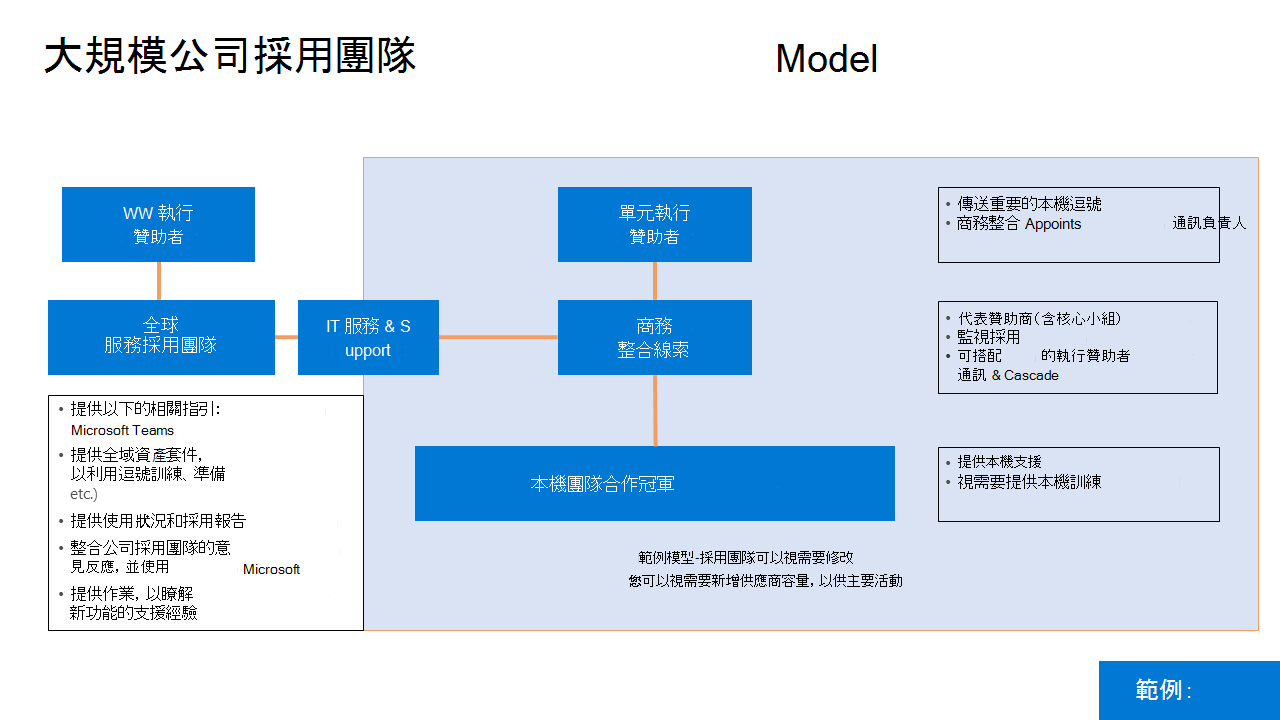 大規模公司採用團隊 Model
WW 執行
贊助者
單元執行
贊助者
• 傳送重要的本機逗號
• 商務整合 Appoints 通訊負責人
全球
服務採用團隊
IT 服務 & S
upport
商務
整合線索
• 代表贊助商（含核心小組）
• 監視採用
• 可搭配 的執行贊助者
通訊 & Cascade
• 提供以下的相關指引：
Microsoft Teams
• 提供全域資產套件，
以利用逗號訓練、準備
etc.)
• 提供使用狀況和採用報告
• 整合公司採用團隊的意
見反應，並使用 Microsoft
• 提供作業，以瞭解
新功能的支援經驗
本機團隊合作冠軍
• 提供本機支援
• 視需要提供本機訓練
範例模型-採用團隊可以視需要修改
您可以視需要新增供應商容量，以供主要活動
範例：